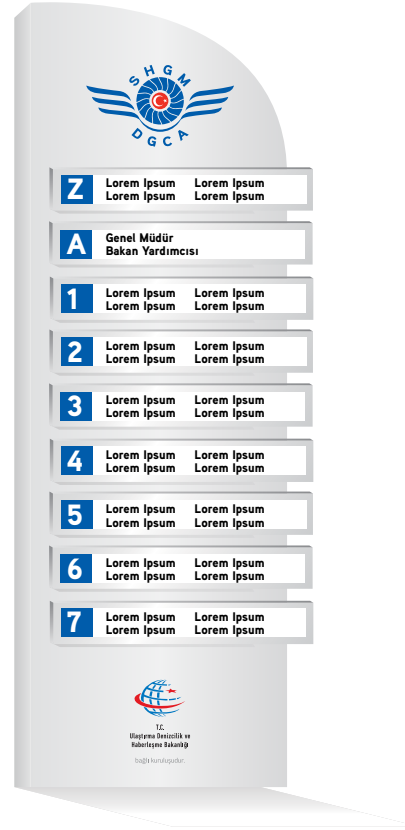 SHGM
DGCA
Z
Lorem Ipsum Lorem Ipsum
Lorem Ipsum Lorem Ipsum
A
Genel Müdür
Bakan Yardımcısı
1
Lorem Ipsum Lorem Ipsum
Lorem Ipsum Lorem Ipsum
2
Lorem Ipsum Lorem Ipsum
Lorem Ipsum Lorem Ipsum
3
Lorem Ipsum Lorem Ipsum
Lorem Ipsum Lorem Ipsum
4
Lorem Ipsum Lorem Ipsum
Lorem Ipsum Lorem Ipsum
5
Lorem Ipsum Lorem Ipsum
Lorem Ipsum Lorem Ipsum
6
Lorem Ipsum Lorem Ipsum
Lorem Ipsum Lorem Ipsum
7
Lorem Ipsum Lorem Ipsum
Lorem Ipsum Lorem Ipsum
T.C.
Ulaştırma Denizcilik ve
Haberleşme Bakanlığı
bağlı kuruluşudur.